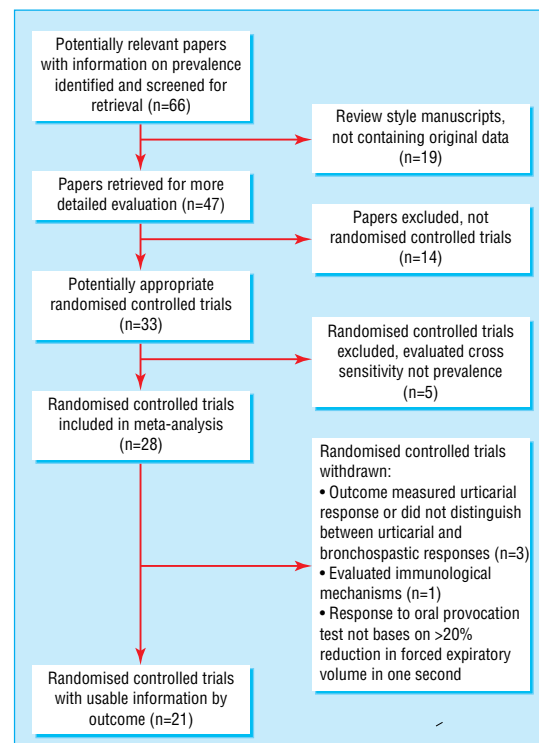 Potentially relevant papers
with information on prevalence
identified and screened for
retrieval (n=66)
Review style manuscripts,
not containing original data
(n=19)
Papers retrieved for more
detailed evaluation (n=47)
Papers excluded, not
randomised controlled trials
(n=14)
Potentially appropriate
randomised controlled trials
(n=33)
Randomised controlled trials
excluded, evaluated cross
sensitivity not prevalence
(n=5)
Randomised controlled trials
included in meta-analysis
(n=28)
Randomised controlled trials
withdrawn:
• Outcome measured urticarial
response or did not distinguish
between urticarial and
bronchospastic responses (n=3)
• Evaluated immunological
mechanisms (n=1)
• Response to oral provocation
test not bases on >20%
reduction in forced expiratory
volume in one second
Randomised controlled trials
with usable information by
outcome (n=21)